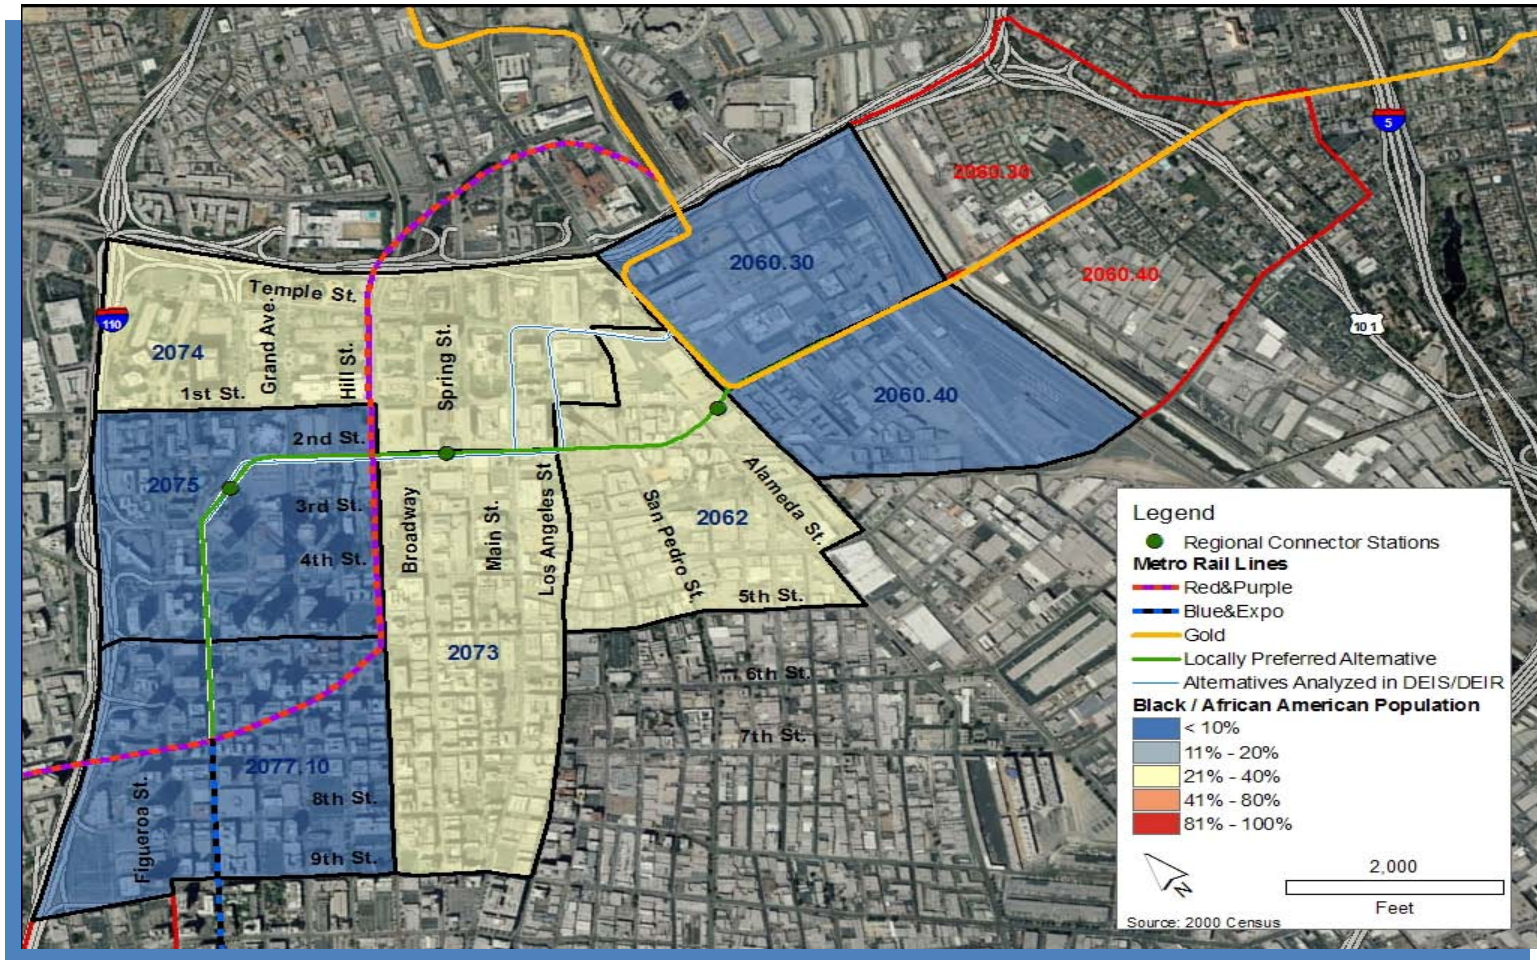 5
2060.30
2060.30
2060.40
10 1
Temple St.
110
2074
Grand Ave.
Hill St.
Spring St.
1st St.
2060.40
2nd St.
2075
3rd St.
4th St.
Broadway
Main St.
Los Angeles St
San Pedro St.
2062
Alameda St.
5th St.
2073
6th St.
7th St.
2077.10
8th St.
9th St.
Figueroa St.
Legend
Regional Connector Stations
Metro Rail Lines
Red&Purple
Blue&Expo
Gold
Locally Preferred Alternative
Alternatives Analyzed in DEIS/DEIR
Black / African American Population
< 10%
11% - 20%
21% - 40%
41% - 80%
81% - 100%
N
2,000
Feet
Source: 2000 Census